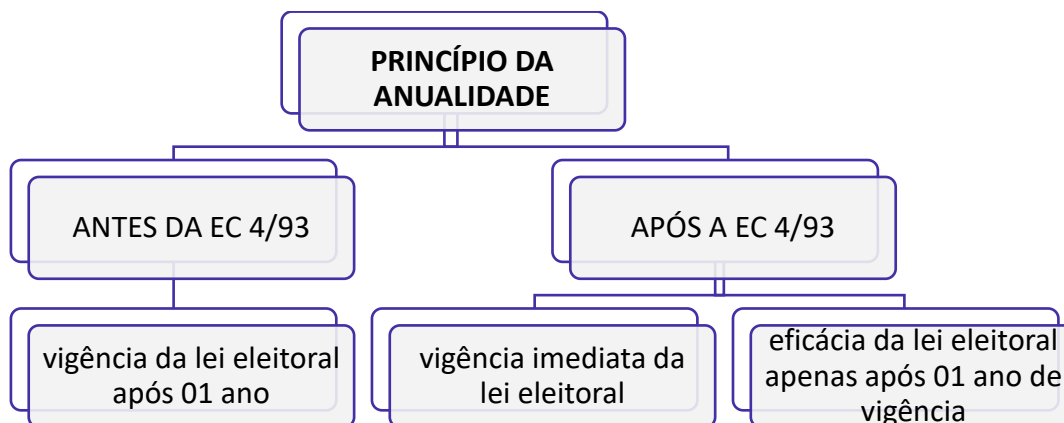 PRINCÍPIO DA
ANUALIDADE
ANTES DA EC 4/93
APÓS A EC 4/93
vigência da lei eleitoral
após 01 ano
vigência imediata da
lei eleitoral
eficácia da lei eleitoral
apenas após 01 ano de
vigência